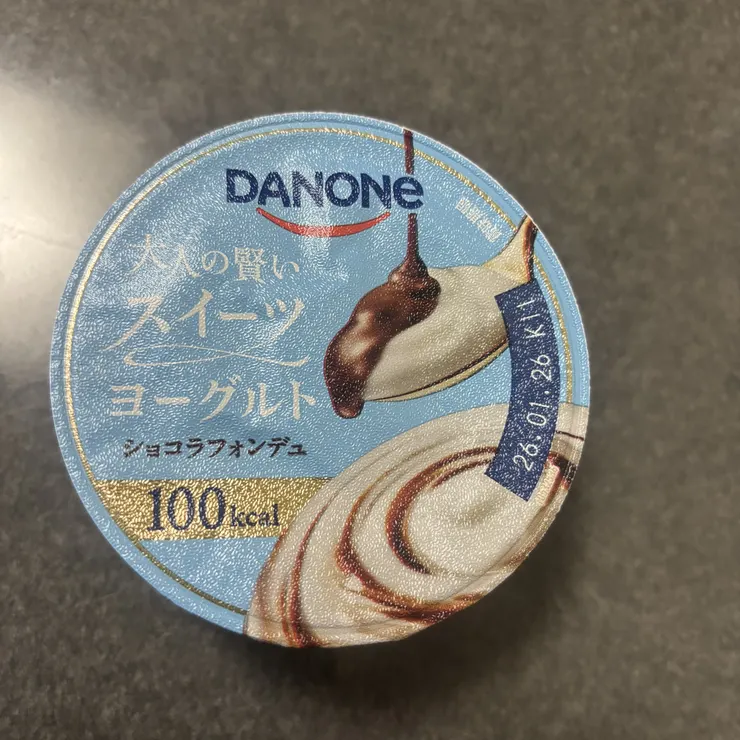 DANONE
大人の賢い
スイーツ
ヨーグルト
ショコラフォンデュ
100kcal
26.01.26 K11